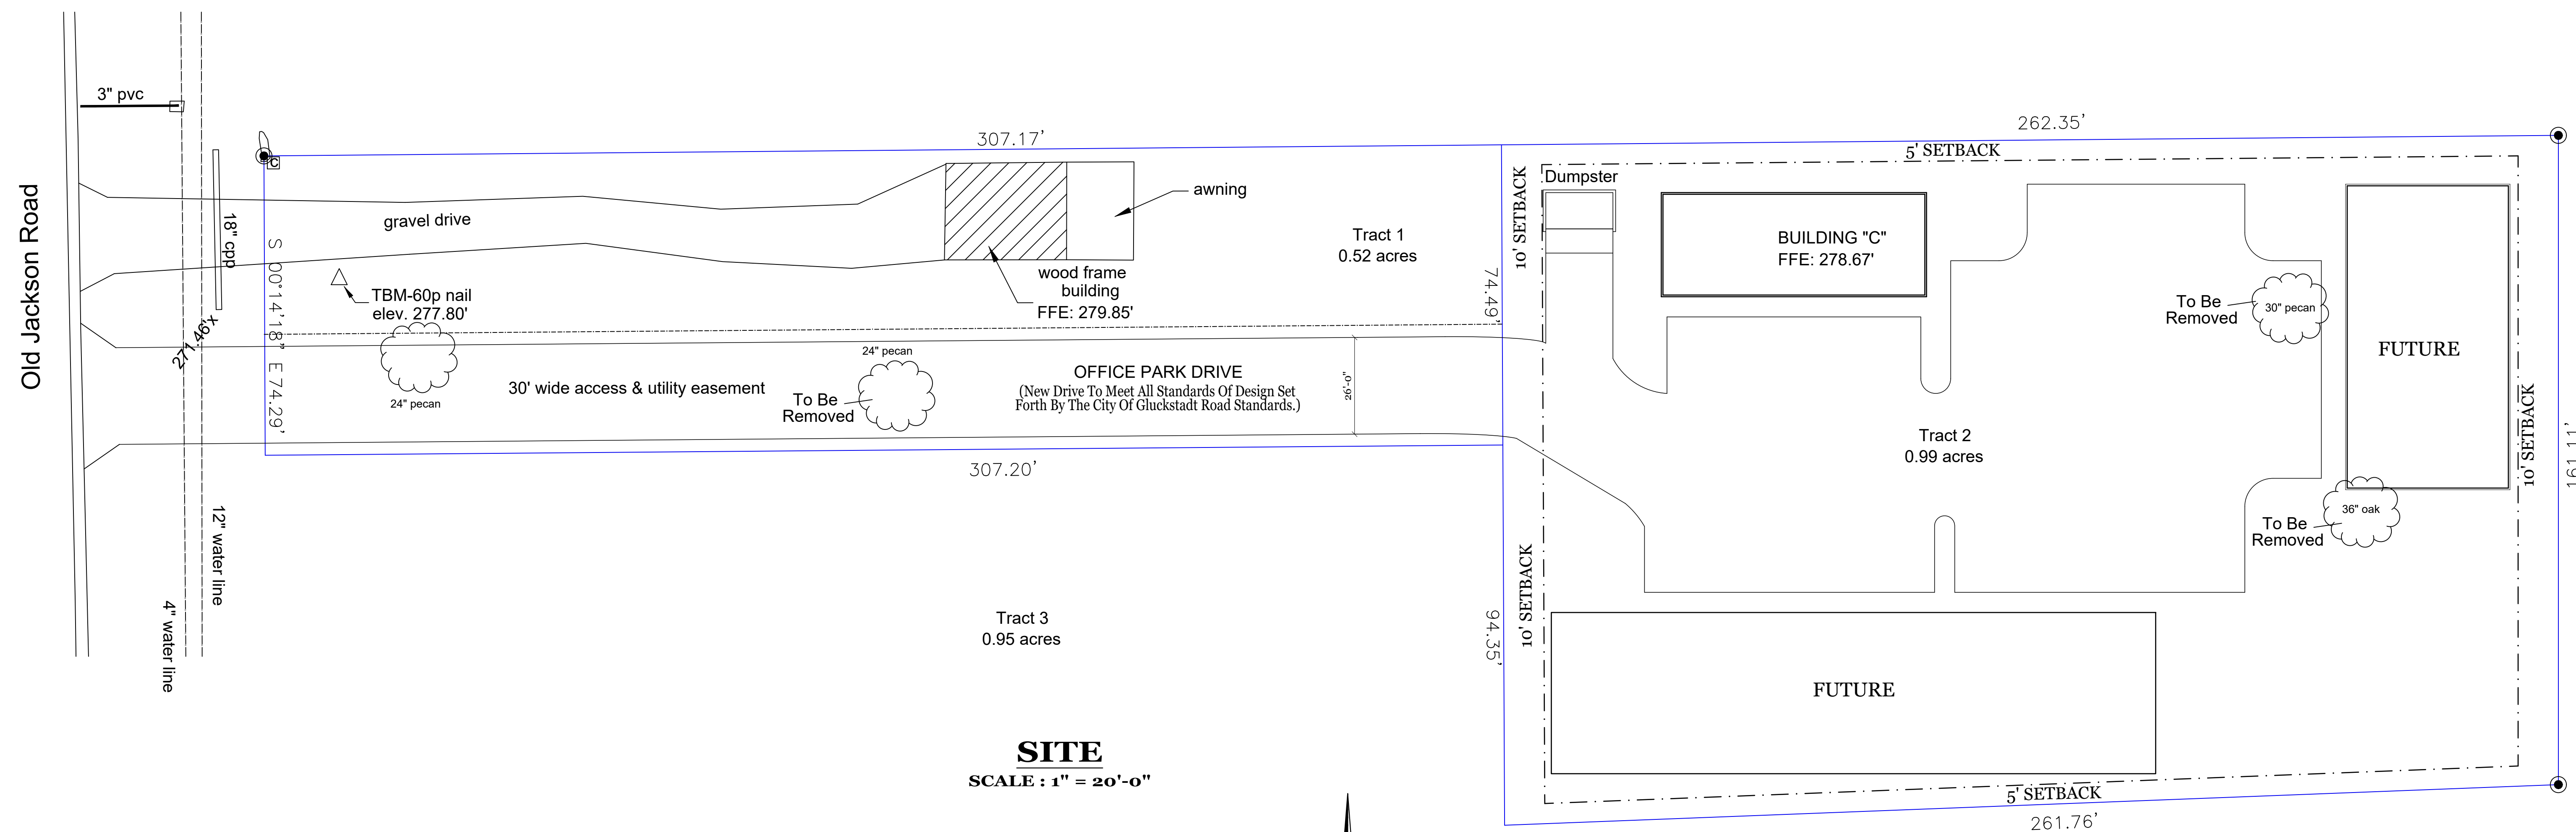 Old Jackson Road
3" pvc
18" cpp
271.46'x
12" water line
4" water line
C
S 00°14'18" E 74.29'
307.17'
gravel drive
TBM-60p nail
elev. 277.80'
24" pecan
30' wide access & utility easement
24" pecan
To Be
Removed
wood frame
building
FFE: 279.85'
awning
Tract 1
0.52 acres
OFFICE PARK DRIVE
(New Drive To Meet All Standards Of Design Set
Forth By The City Of Gluckstadt Road Standards.)
26'-0"
307.20'
Tract 3
0.95 acres
SITE
SCALE : 1" = 20'-0"
74.49'
94.35'
10' SETBACK
10' SETBACK
262.35'
5' SETBACK
Dumpster
BUILDING "C"
FFE: 278.67'
To Be
Removed
30" pecan
FUTURE
Tract 2
0.99 acres
To Be
Removed
36" oak
10' SETBACK
161.11'
FUTURE
5' SETBACK
261.76'